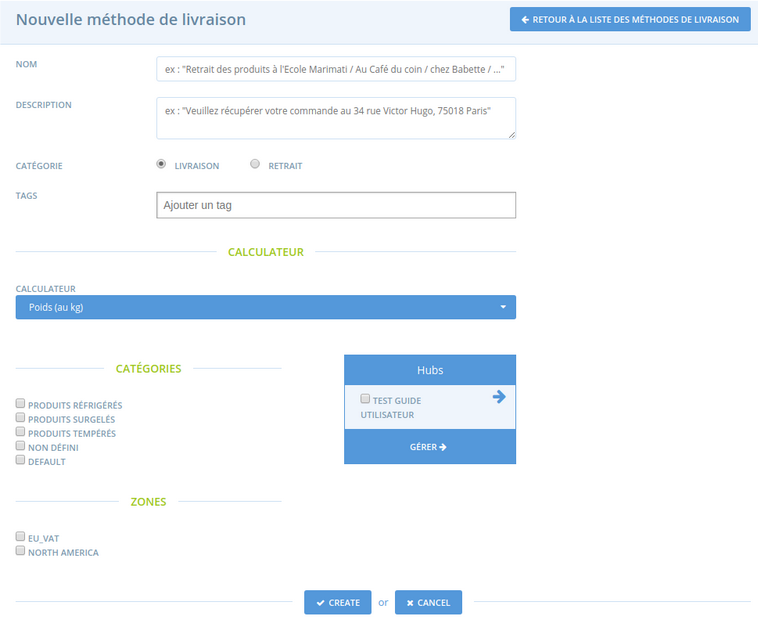 Nouvelle méthode de livraison
RETOUR À LA LISTE DES MÉTHODES DE LIVRAISON
NOM
ex : "Retrait des produits à l'Ecole Marimati / Au Café du coin / chez Babette / ..."
DESCRIPTION
ex : "Veuillez récupérer votre commande au 34 rue Victor Hugo, 75018 Paris"
CATÉGORIE
LIVRAISON
RETRAIT
TAGS
Ajouter un tag
CALCULATEUR
CALCULATEUR
Poids (au kg)
CATÉGORIES
PRODUITS RÉFRIGÉRÉS
PRODUITS SURGELÉS
PRODUITS TEMPÉRÉS
NON DÉFINI
DEFAULT
Hubs
TEST GUIDE
UTILISATEUR
GÉRER
ZONES
EU_VAT
NORTH AMERICA
CREATE
or
CANCEL